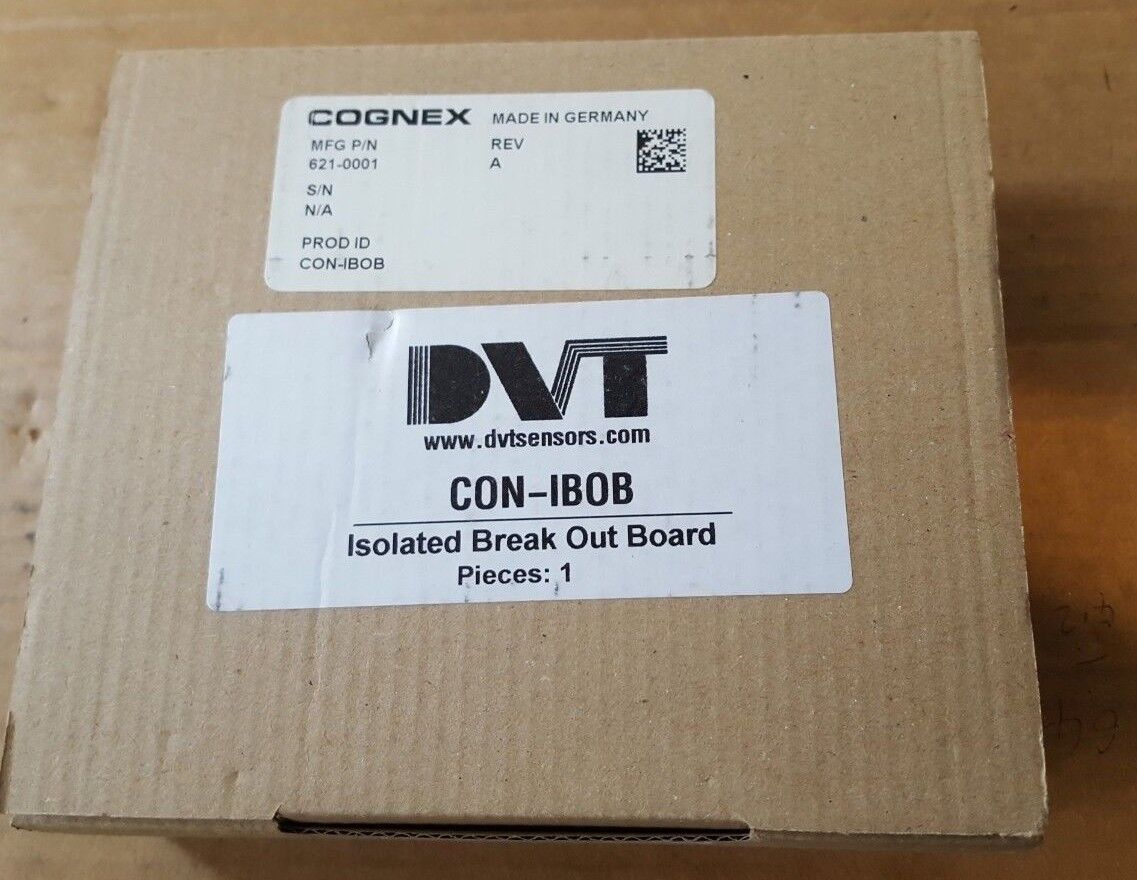 COGNEX MADE IN GERMANY
MFG P/N REV
621-0001 A
S/N
N/A
PROD ID
CON-IBOB
DVT
www.dvtsensors.com
CON-IBOB
Isolated Break Out Board
Pieces: 1